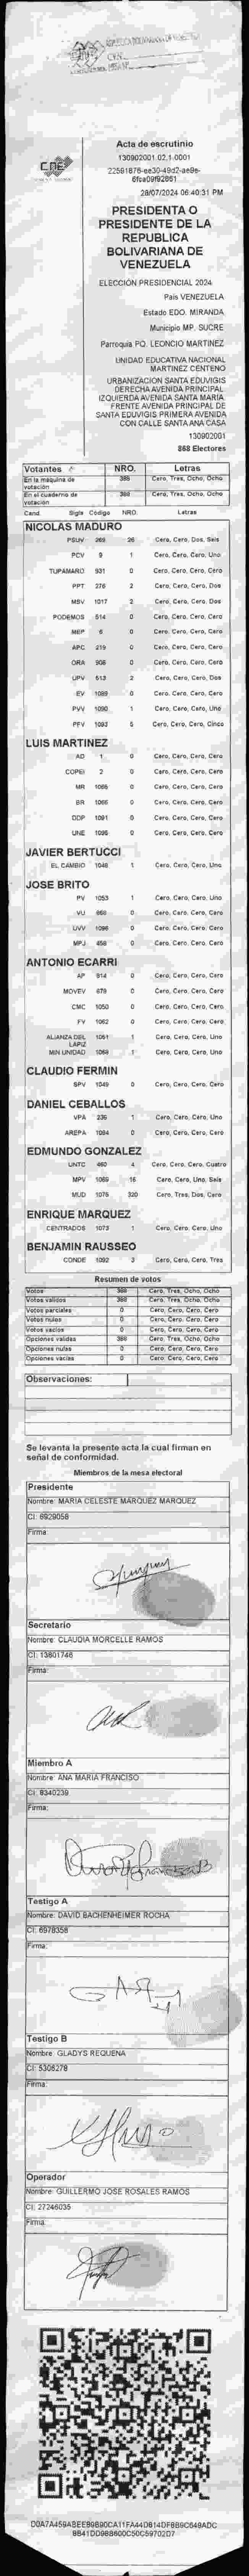 REPUBLICA BOLIVARIANA DE VENEZUELA
CNE
Acta de escrutinio
130902001.02.1.0001
28/07/2024 06:40:31 PM
PRESIDENTA O
PRESIDENTE DE LA
REPUBLICA
BOLIVARIANA DE
VENEZUELA
ELECCIÓN PRESIDENCIAL 2024
País VENEZUELA
Estado EDO. MIRANDA
Municipio MP. SUCRE
Parroquia PQ. LEONCIO MARTINEZ
UNIDAD EDUCATIVA NACIONAL
MARTINEZ CENTENO
URBANIZACIÓN SANTA EDUVIGIS
DERECHA AVENIDA PRINCIPAL
IZQUIERDA AVENIDA SANTA MARIA
FRENTE AVENIDA PRINCIPAL DE
SANTA EDUVIGIS PRIMERA AVENIDA
CON CALLE SANTA ANA CASA
130902001
868 Electores
Votantes NRO. Letras
En la maquina de votación 388 Cero, Tres, Ocho, Ocho
En el cuaderno de votación 388 Cero, Tres, Ocho, Ocho
Cand. Sigla Código NRO. Letras
NICOLAS MADURO
PSUV 269 26 Cero, Cero, Dos, Seis
PCV 9 1 Cero, Cero, Cero, Uno
TUPAMARO 931 0 Cero, Cero, Cero, Cero
PPT 276 2 Cero, Cero, Cero, Dos
MSV 1017 2 Cero, Cero, Cero, Dos
PODEMOS 514 0 Cero, Cero, Cero, Cero
MEP 6 0 Cero, Cero, Cero, Cero
APC 219 0 Cero, Cero, Cero, Cero
ORA 906 0 Cero, Cero, Cero, Cero
UPV 613 2 Cero, Cero, Cero, Dos
EV 1089 0 Cero, Cero, Cero, Cero
PVV 1090 1 Cero, Cero, Cero, Uno
PFV 1093 5 Cero, Cero, Cero, Cinco
LUIS MARTINEZ
AD 1 0 Cero, Cero, Cero, Cero
COPEI 2 0 Cero, Cero, Cero, Cero
MR 1065 0 Cero, Cero, Cero, Cero
BR 1066 0 Cero, Cero, Cero, Cero
DDP 1091 0 Cero, Cero, Cero, Cero
UNE 1095 0 Cero, Cero, Cero, Cero
JAVIER BERTUCCI
EL CAMBIO 1048 1 Cero, Cero, Cero, Uno
JOSE BRITO
PV 1053 1 Cero, Cero, Cero, Uno
VU 868 0 Cero, Cero, Cero, Cero
UVV 1096 0 Cero, Cero, Cero, Cero
MPJ 456 0 Cero, Cero, Cero, Cero
ANTONIO ECARRI
AP 914 0 Cero, Cero, Cero, Cero
MOVEV 679 0 Cero, Cero, Cero, Cero
CMC 1050 0 Cero, Cero, Cero, Cero
FV 1062 0 Cero, Cero, Cero, Cero
ALIANZA DEL LAPIZ 1061 1 Cero, Cero, Cero, Uno
MIN UNIDAD 1069 1 Cero, Cero, Cero, Uno
CLAUDIO FERMIN
SPV 1049 0 Cero, Cero, Cero, Cero
DANIEL CEBALLOS
VPA 236 1 Cero, Cero, Cero, Uno
AREPA 1084 0 Cero, Cero, Cero, Cero
EDMUNDO GONZALEZ
UNTC 460 4 Cero, Cero, Cero, Cuatro
MPV 1069 16 Cero, Cero, Uno, Seis
MUD 1075 320 Cero, Tres, Dos, Cero
ENRIQUE MARQUEZ
CENTRADOS 1073 1 Cero, Cero, Cero, Uno
BENJAMIN RAUSSEO
CONDE 1092 3 Cero, Cero, Cero, Tres
Resumen de votos
Votos 388 Cero, Tres, Ocho, Ocho
Votos validos 388 Cero, Tres, Ocho, Ocho
Votos parciales 0 Cero, Cero, Cero, Cero
Votos nulos 0 Cero, Cero, Cero, Cero
Votos vacios 0 Cero, Cero, Cero, Cero
Opciones validas 388 Cero, Tres, Ocho, Ocho
Opciones nulas 0 Cero, Cero, Cero, Cero
Opciones vacias 0 Cero, Cero, Cero, Cero
Observaciones:
Se levanta la presente acta la cual firman en
señal de conformidad.
Miembros de la mesa electoral
Presidente
Nombre: MARIA CELESTE MARQUEZ MARQUEZ
CI: 6929058
Firma:
Secretario
Nombre: CLAUDIA MORCELLE RAMOS
CI: 13801746
Firma:
Miembro A
Nombre: ANA MARIA FRANCISO
CI: 8340239
Firma:
Testigo A
Nombre: DAVID BACHENHEIMER ROCHA
CI: 6978358
Firma:
Testigo B
Nombre: GLADYS REQUENA
CI: 5308278
Firma:
Operador
Nombre: GUILLERMO JOSE ROSALES RAMOS
CI: 27246035
Firma: